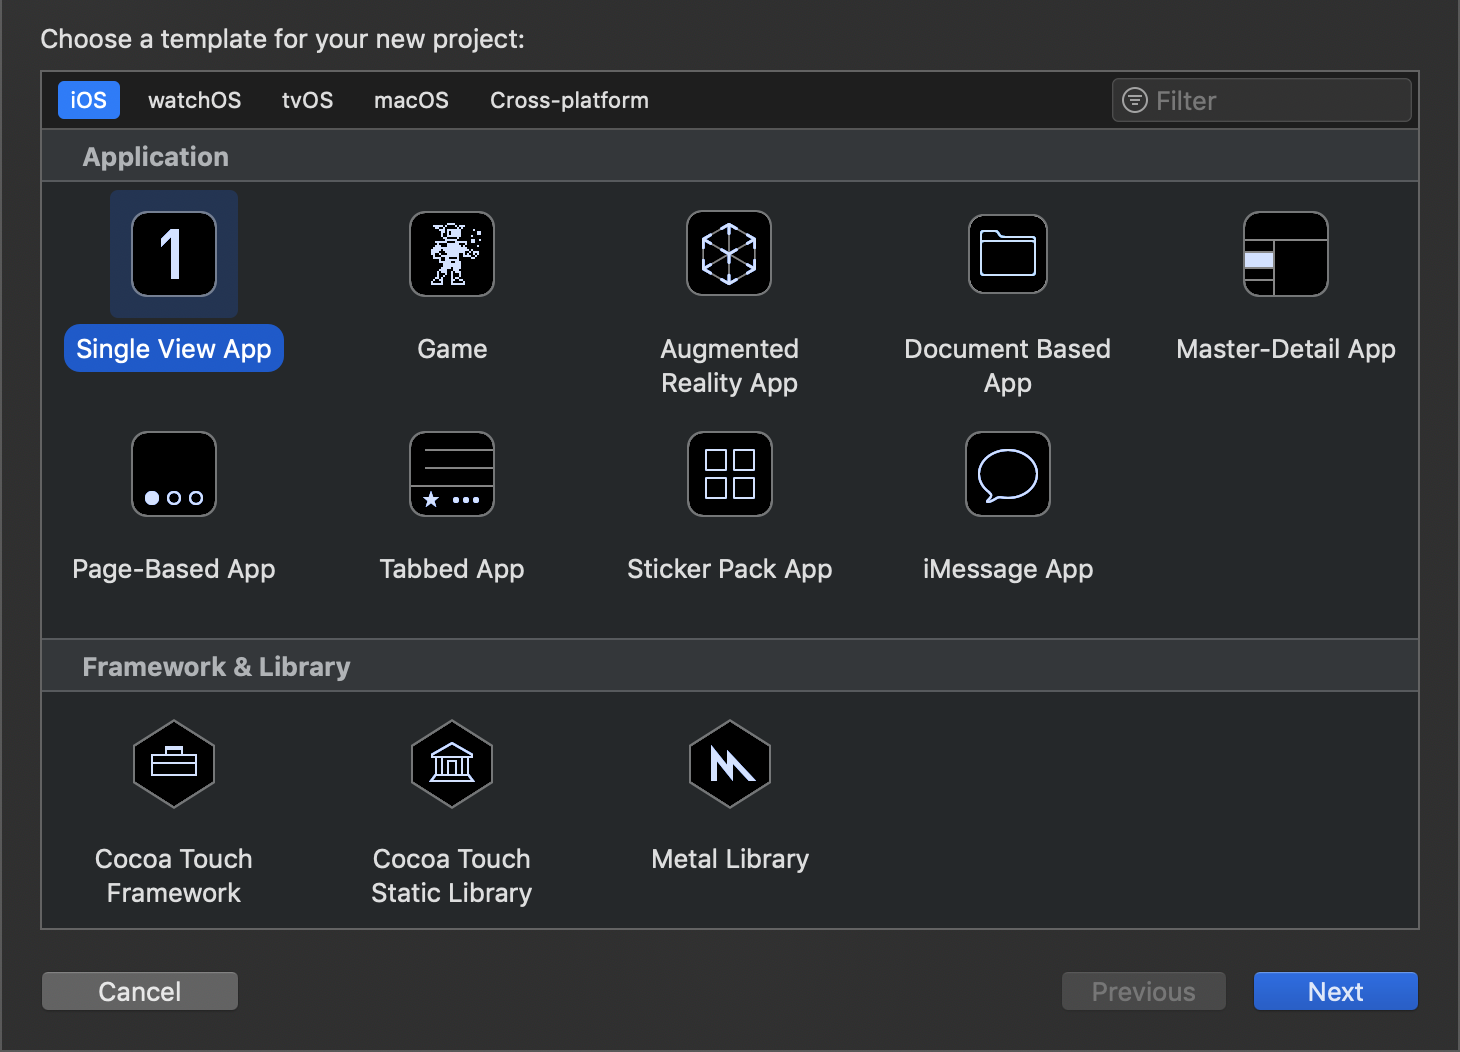 Choose a template for your new project:
iOS watchOS tvOS macOS Cross-platform Filter
Application
1
Single View App Game Augmented Document Based Master-Detail App
Reality App App
Page-Based App Tabbed App Sticker Pack App iMessage App
Framework & Library
Cocoa Touch Cocoa Touch Metal Library
Framework Static Library
Cancel Previous Next